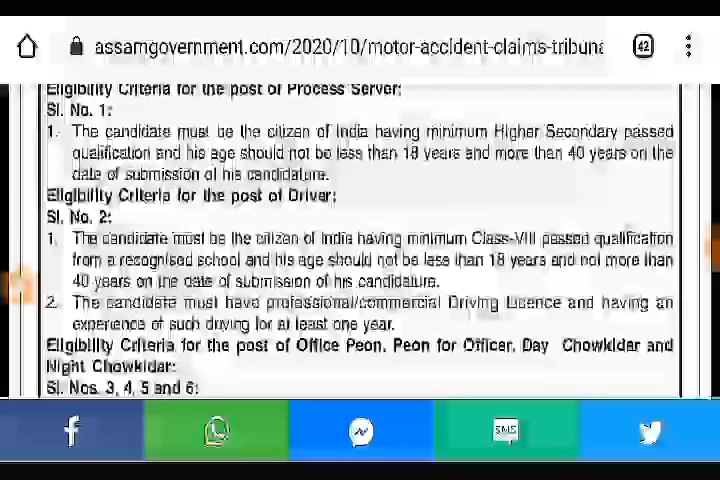 assamgovernment.com/2020/10/motor-accident-claims-tribuna
42
Eligibility Criteria for the post of Process Server:
Sl. No. 1:
1. The candidate must be the citizen of India having minimum Higher Secondary passed
qualification and his age should not be less than 18 years and more than 40 years on the
date of submission of his candidature.
Eligibility Criteria for the post of Driver:
Sl. No. 2:
1. The candidate must be the citizen of India having minimum Class-VIII passed qualification
from a recognised school and his age should not be less than 18 years and not more than
40 years on the date of submission of his candidature.
2. The candidate must have professional/commercial Driving Licence and having an
experience of such driving for at least one year.
Eligibility Criteria for the post of Office Peon, Peon for Officer, Day Chowkidar and
Night Chowkidar:
Sl. Nos. 3, 4, 5 and 6:
SMS